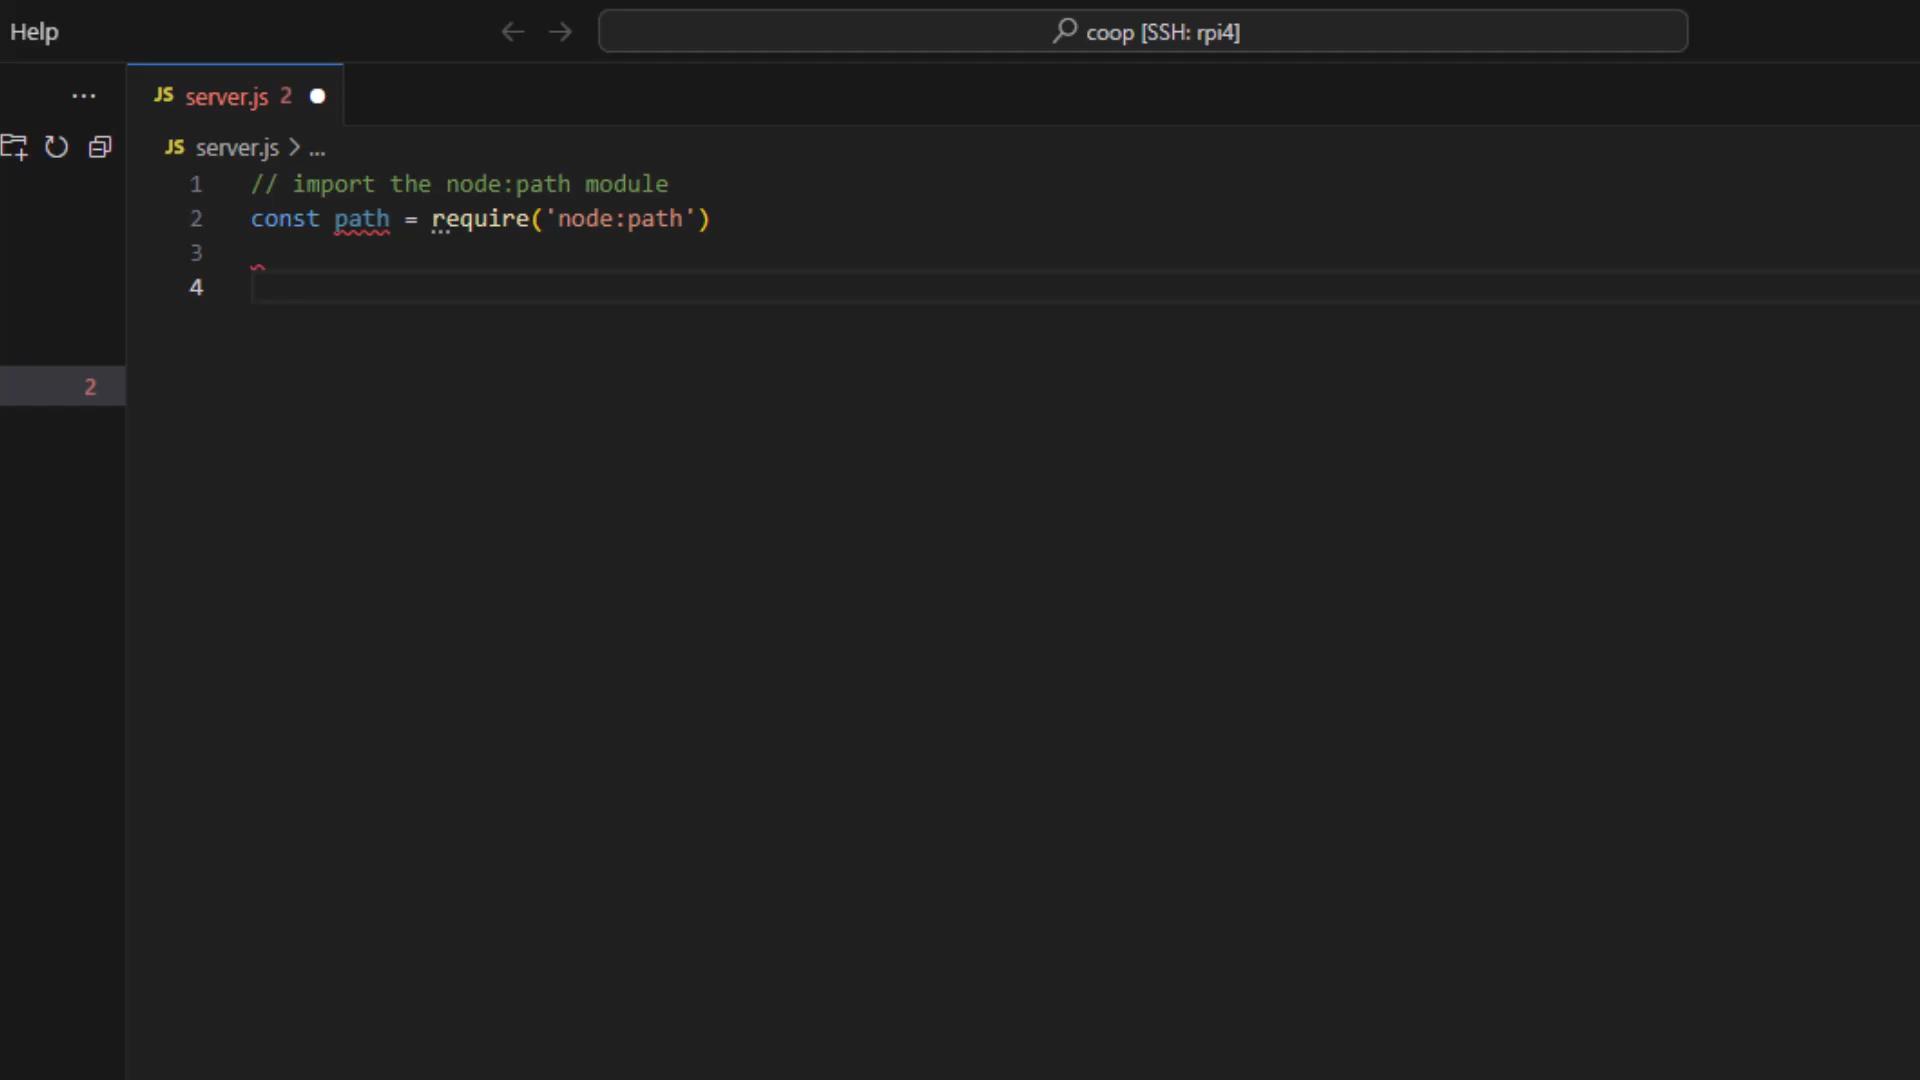 Help
coop [SSH: rpi4]
...
JS server.js 2
JS server.js > ...
1 // import the node:path module
2 const path = require('node:path')
3
4
2